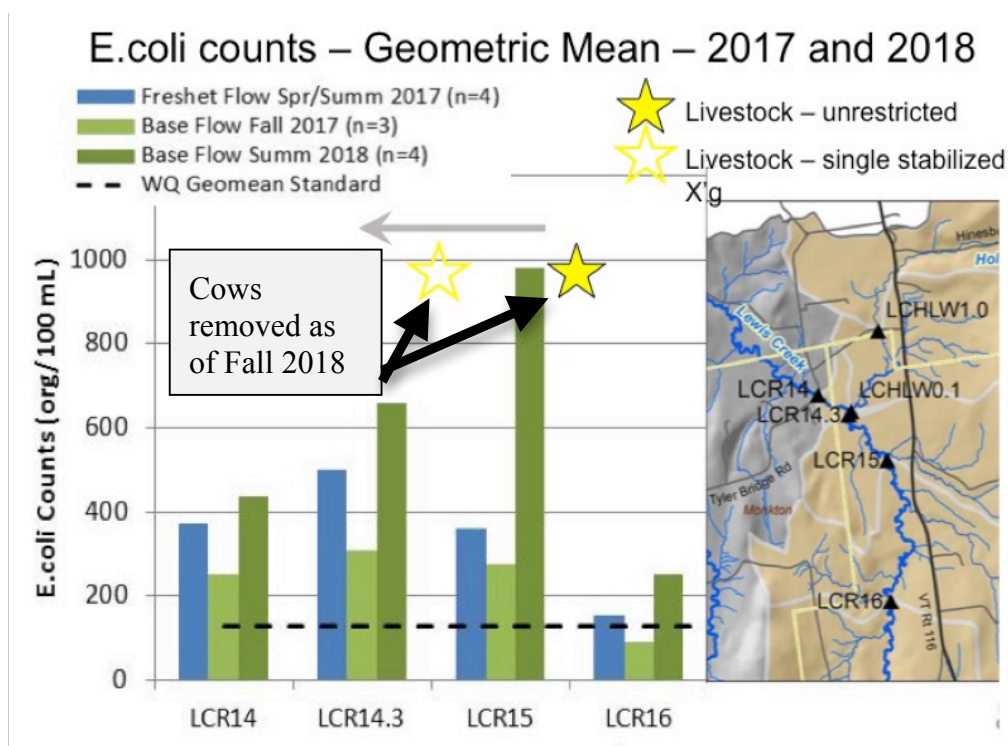 E.coli counts – Geometric Mean – 2017 and 2018
Freshet Flow Spr/Summ 2017 (n=4)
Base Flow Fall 2017 (n=3)
Base Flow Summ 2018 (n=4)
WQ Geomean Standard
Livestock – unrestricted
Livestock – single stabilized
X'g
E.coli Counts (org/100 mL)
1000
800
600
400
200
0
Cows
removed as
of Fall 2018
LCR14
LCR14.3
LCR15
LCR16
LCHLW1.0
Lewis Creek
LCR14
LCHLW0.1
LCR14.3
LCR15
Tyler Bridge Rd
Monkton
LCR16
VT Rt 116